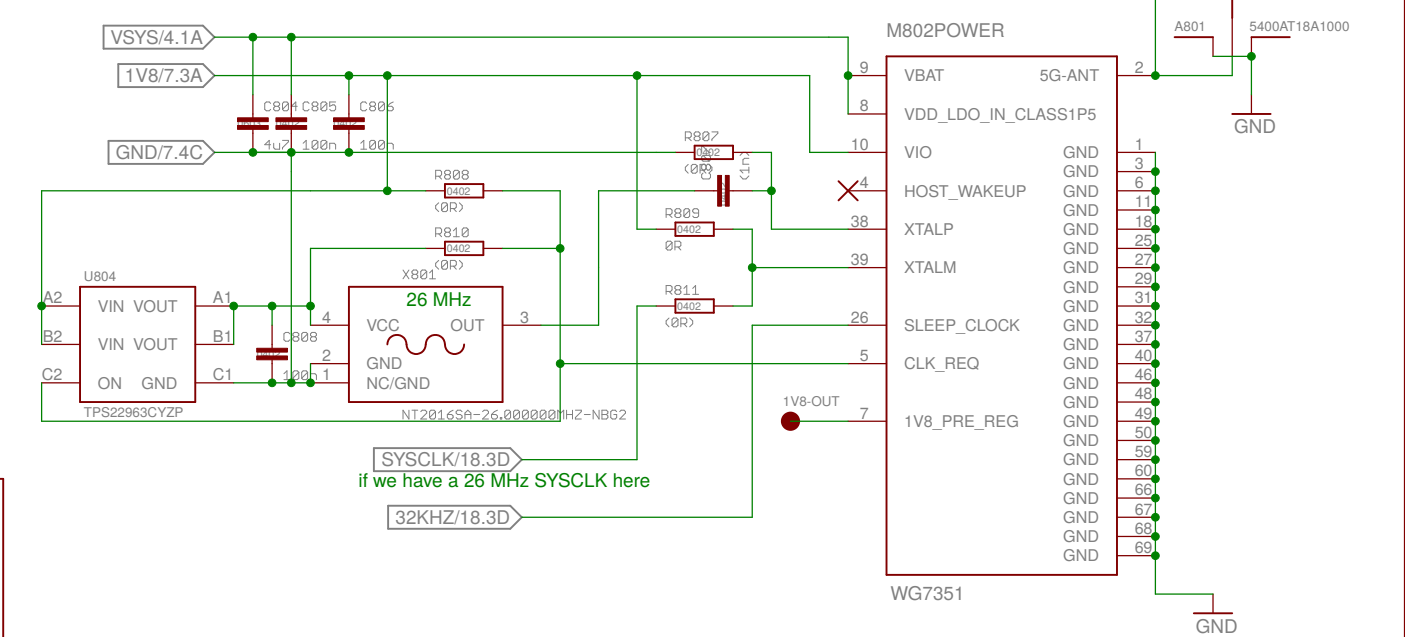 M802POWER
A801
5400AT18A1000
VSYS/4.1A
1V8/7.3A
GND/7.4C
C804
C805
C806
4u7
100n
100n
R807
0402
(0R)
(1n)
R808
0402
(0R)
R809
0402
0R
R810
0402
(0R)
R811
0402
(0R)
U804
A2
VIN
VOUT
A1
B2
VIN
VOUT
B1
C2
ON
GND
C1
TPS22963CYZP
C808
100n
X801
26 MHz
4
VCC
OUT
3
2
GND
1
NC/GND
NT2016SA-26.000000MHZ-NBG2
SYSCLK/18.3D
if we have a 26 MHz SYSCLK here
32KHZ/18.3D
1V8-OUT
9
VBAT
8
VDD_LDO_IN_CLASS1P5
10
VIO
4
HOST_WAKEUP
38
XTALP
39
XTALM
26
SLEEP_CLOCK
5
CLK_REQ
7
1V8_PRE_REG
5G-ANT
2
GND
GND
1
GND
3
GND
6
GND
11
GND
18
GND
25
GND
27
GND
29
GND
31
GND
32
GND
37
GND
40
GND
46
GND
48
GND
49
GND
50
GND
59
GND
60
GND
66
GND
67
GND
68
GND
69
WG7351
GND